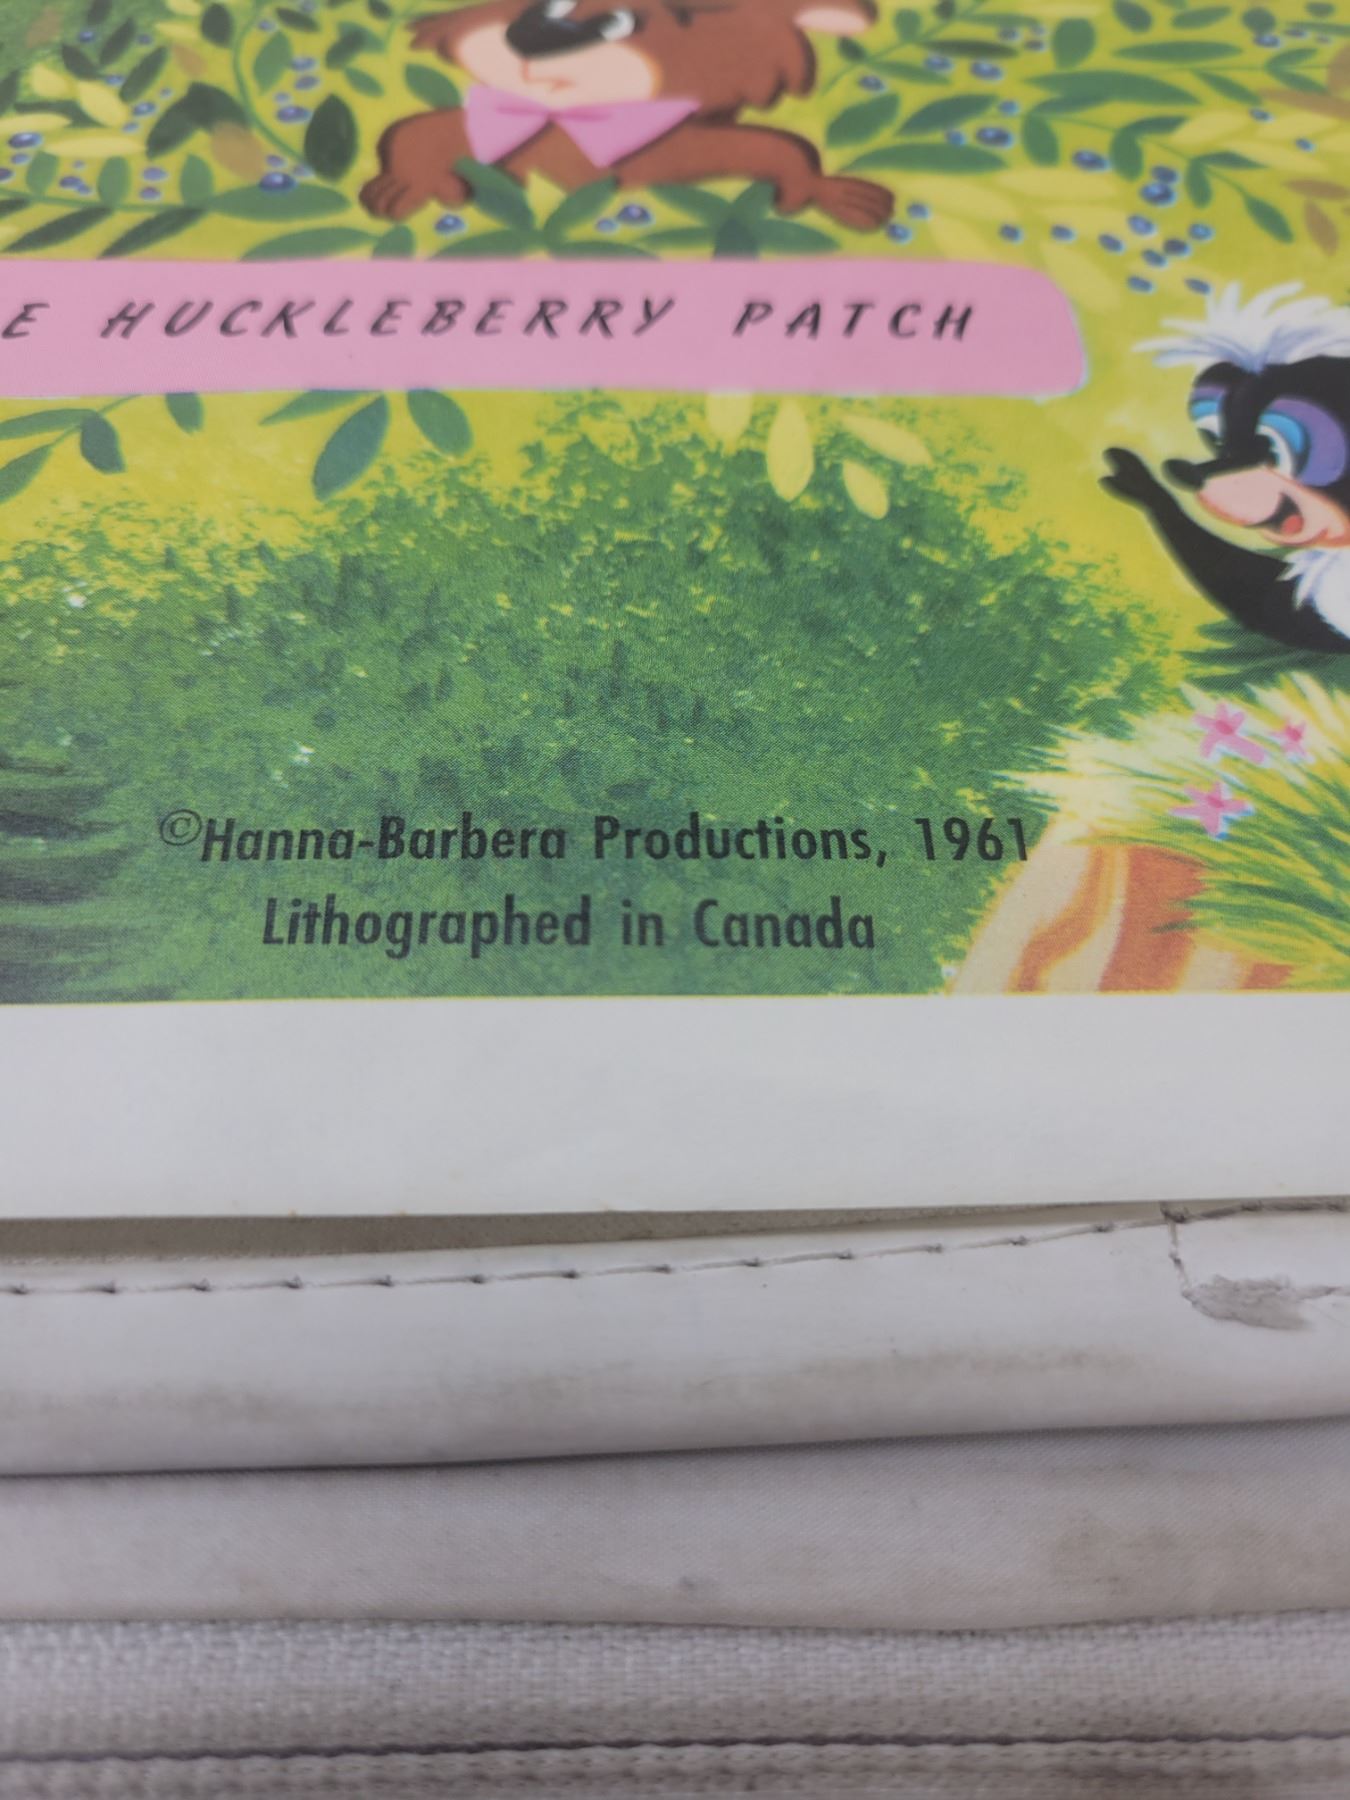 E HUCKLEBERRY PATCH
©Hanna-Barbera Productions, 1961
Lithographed in Canada